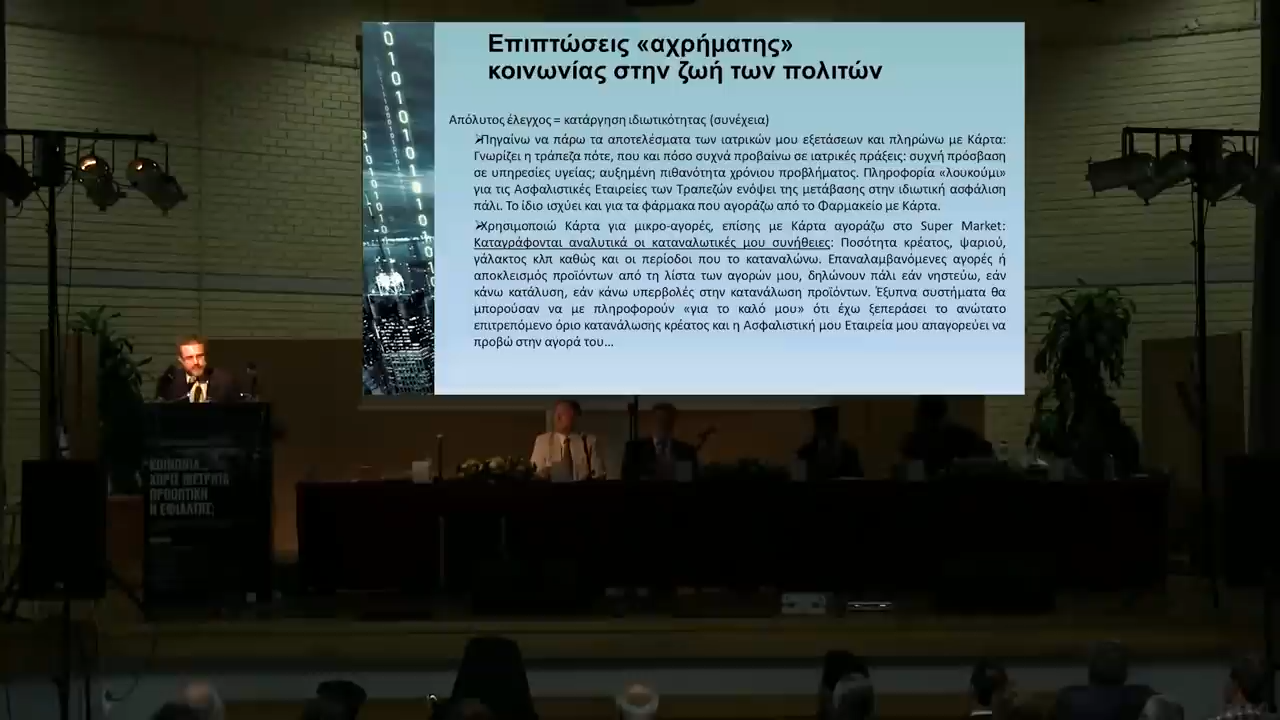 Επιπτώσεις «αχρήματης»
κοινωνίας στην ζωή των πολιτών
Απόλυτος έλεγχος = κατάργηση ιδιωτικότητας (συνέχεια)
➢Πηγαίνω να πάρω τα αποτελέσματα των ιατρικών μου εξετάσεων και πληρώνω με Κάρτα:
Γνωρίζει η τράπεζα πότε, που και πόσο συχνά προβαίνω σε ιατρικές πράξεις: συχνή πρόσβαση
σε υπηρεσίες υγείας; αυξημένη πιθανότητα χρόνιου προβλήματος. Πληροφορία «λουκούμι»
για τις Ασφαλιστικές Εταιρείες των Τραπεζών ενόψει της μετάβασης στην ιδιωτική ασφάλιση
πάλι. Το ίδιο ισχύει και για τα φάρμακα που αγοράζω από το Φαρμακείο με Κάρτα.
➢Χρησιμοποιώ Κάρτα για μικρο-αγορές, επίσης με Κάρτα αγοράζω στο Super Market:
Καταγράφονται αναλυτικά οι καταναλωτικές μου συνήθειες: Ποσότητα κρέατος, ψαριού,
γάλακτος κλπ καθώς και οι περίοδοι που το καταναλώνω. Επαναλαμβανόμενες αγορές ή
αποκλεισμός προϊόντων από τη λίστα των αγορών μου, δηλώνουν πάλι εάν νηστεύω, εάν
κάνω κατάλυση, εάν κάνω υπερβολές στην κατανάλωση προϊόντων. Έξυπνα συστήματα θα
μπορούσαν να με πληροφορούν «για το καλό μου» ότι έχω ξεπεράσει το ανώτατο
επιτρεπόμενο όριο κατανάλωσης κρέατος και η Ασφαλιστική μου Εταιρεία μου απαγορεύει να
προβώ στην αγορά του...
ΚΟΙΝΩΝΙΑ...
ΧΩΡΙΣ ΜΕΤΡΗΤΑ
ΠΡΟΟΠΤΙΚΗ
Ή ΕΦΙΑΛΤΗΣ;